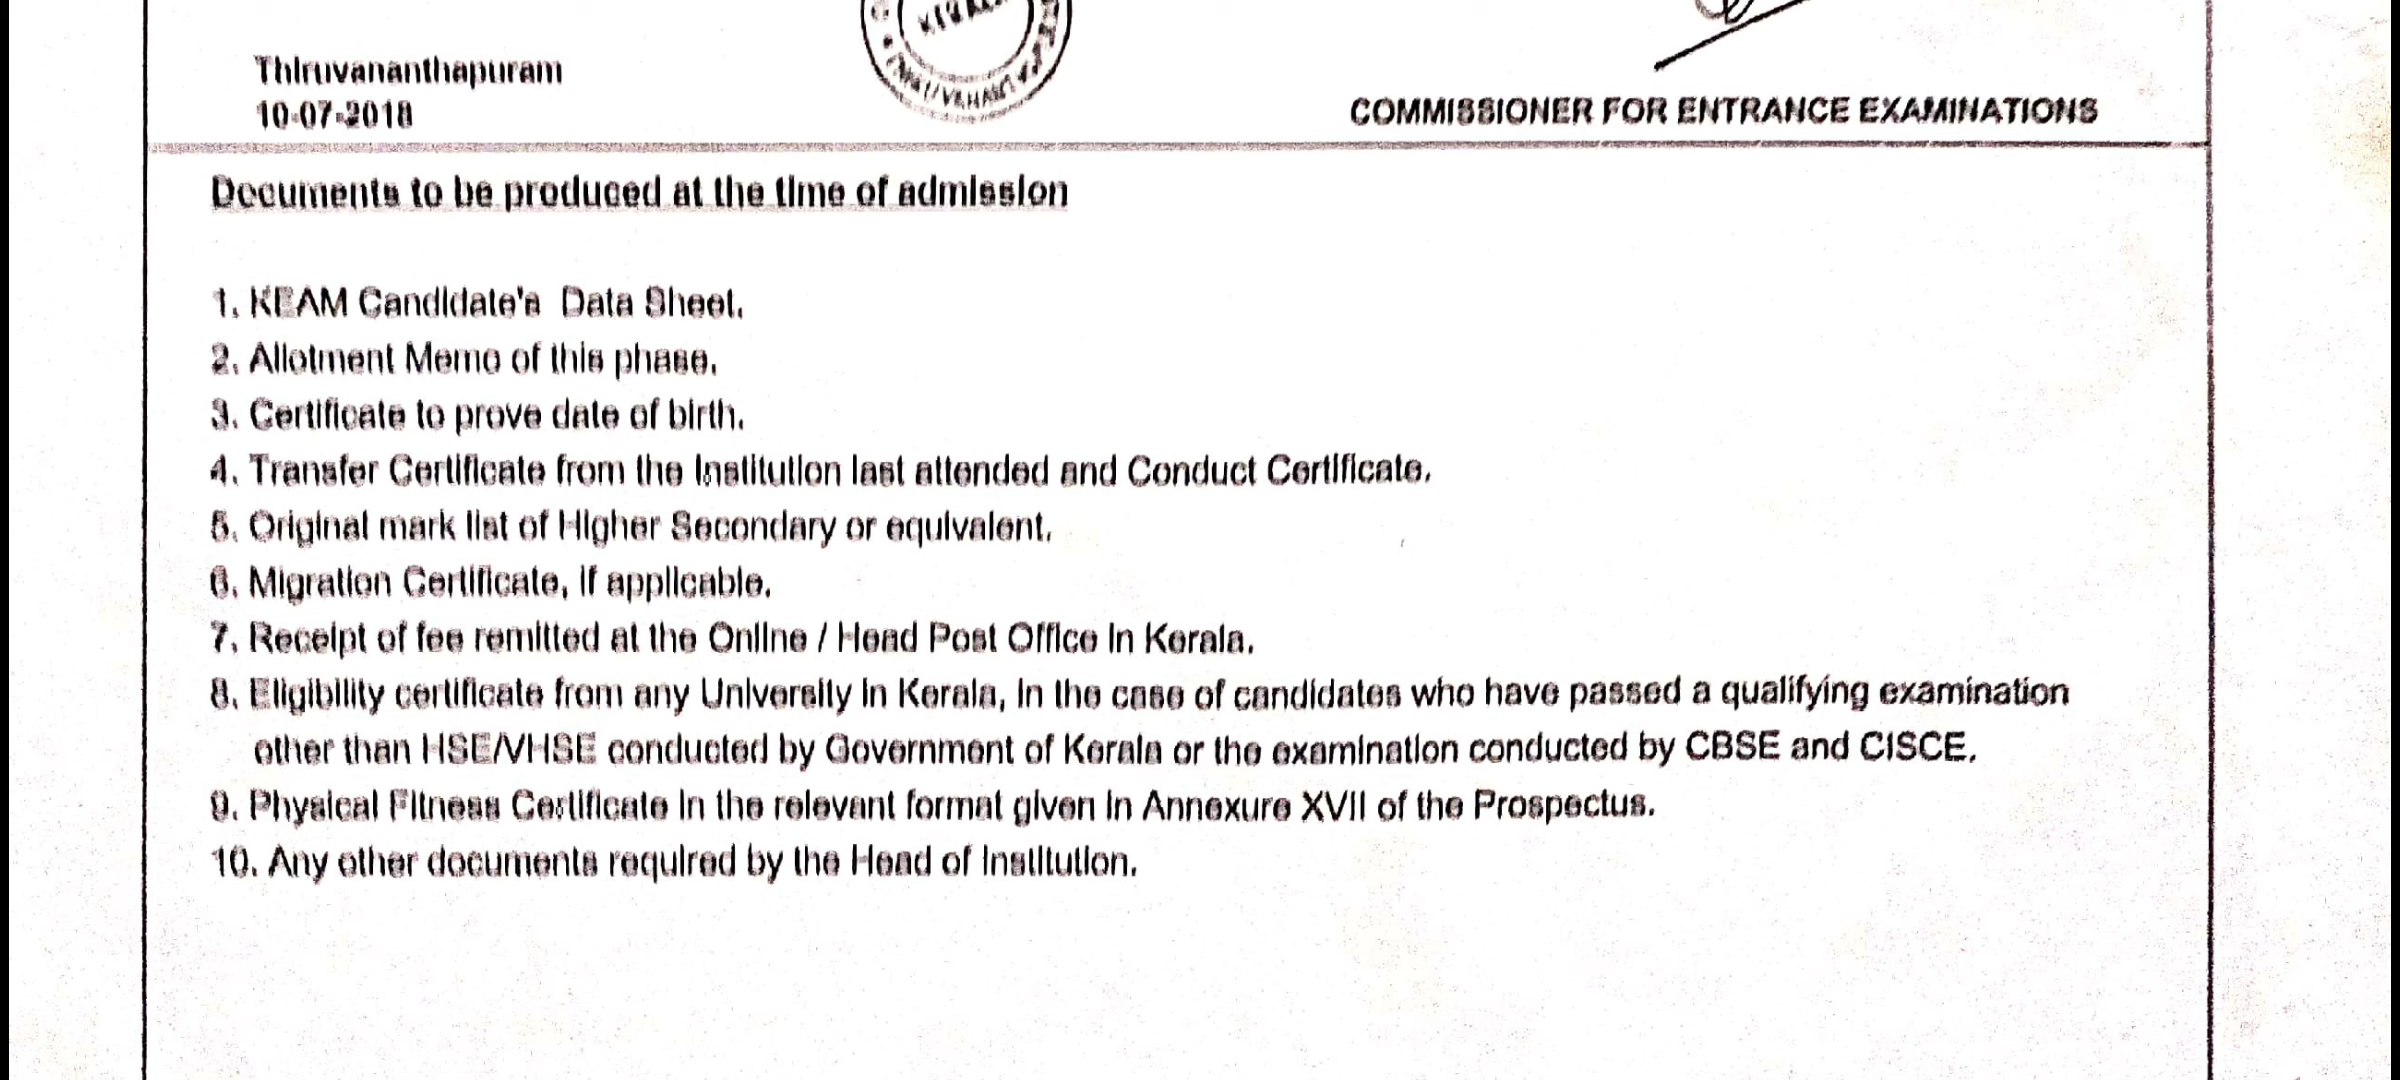 Thiruvananthapuram
10-07-2018
COMMISSIONER FOR ENTRANCE EXAMINATIONS
Documents to be produced at the time of admission
1. KEAM Candidate's Data Sheet.
2. Allotment Memo of this phase.
3. Certificate to prove date of birth.
4. Transfer Certificate from the Institution last attended and Conduct Certificate.
5. Original mark list of Higher Secondary or equivalent.
6. Migration Certificate, if applicable.
7. Receipt of fee remitted at the Online / Head Post Office in Kerala.
8. Eligibility certificate from any University in Kerala, in the case of candidates who have passed a qualifying examination
other than HSE/VHSE conducted by Government of Kerala or the examination conducted by CBSE and CISCE.
9. Physical Fitness Certificate in the relevant format given in Annexure XVII of the Prospectus.
10. Any other documents required by the Head of Institution.